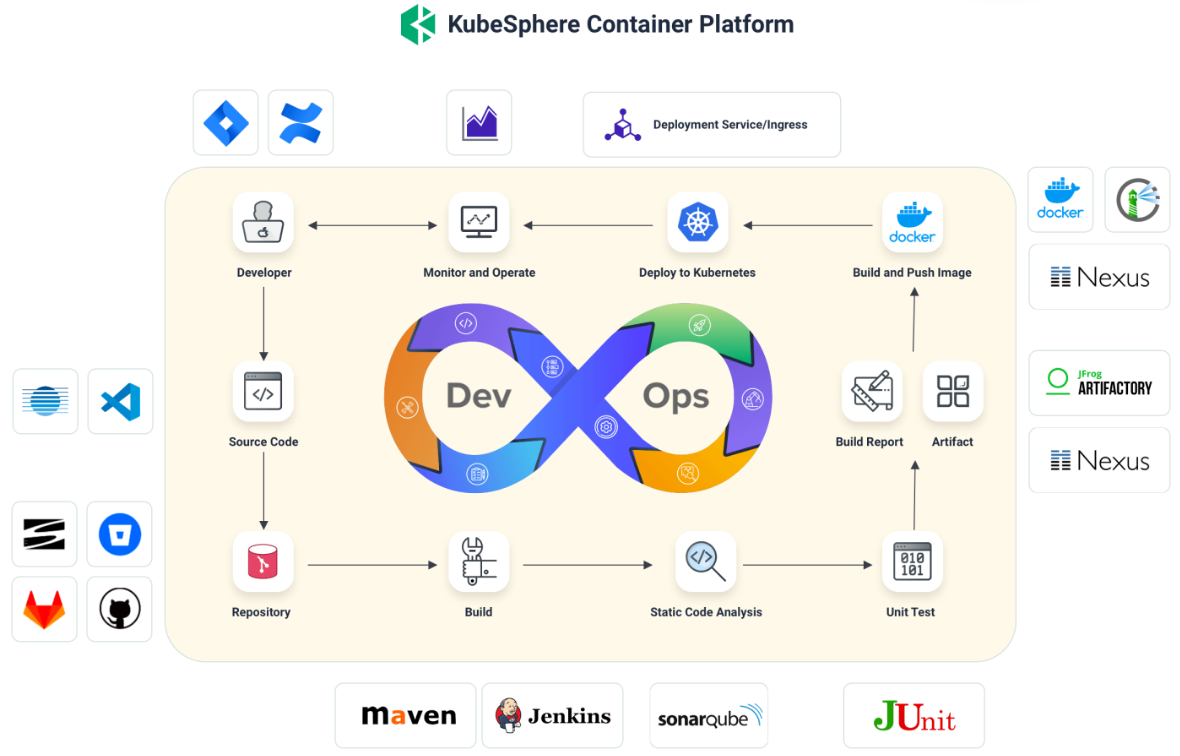 KubeSphere Container Platform
Deployment Service/Ingress
docker
Nexus
JFrog
ARTIFACTORY
Nexus
docker
Developer
Monitor and Operate
Deploy to Kubernetes
Build and Push Image
Dev
Ops
Source Code
Build Report
Artifact
010
101
Repository
Build
Static Code Analysis
Unit Test
maven
Jenkins
sonarqube
JUnit